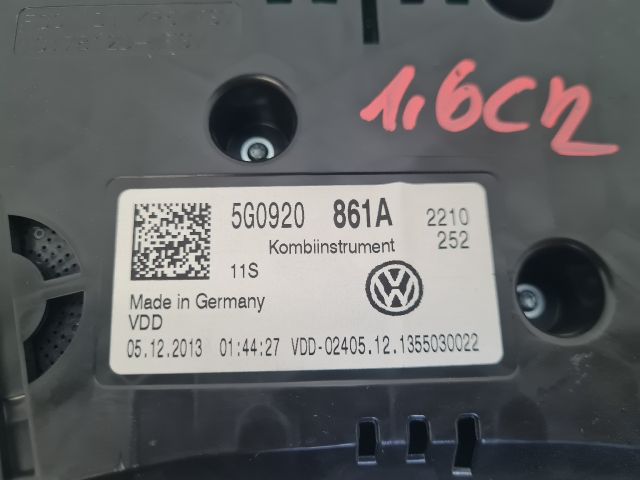 1,6cn
5G0920 861A 2210
Kombiinstrument 252
11S
Made in Germany
VDD
05.12.2013 01:44:27 VDD-02405.12.1355030022